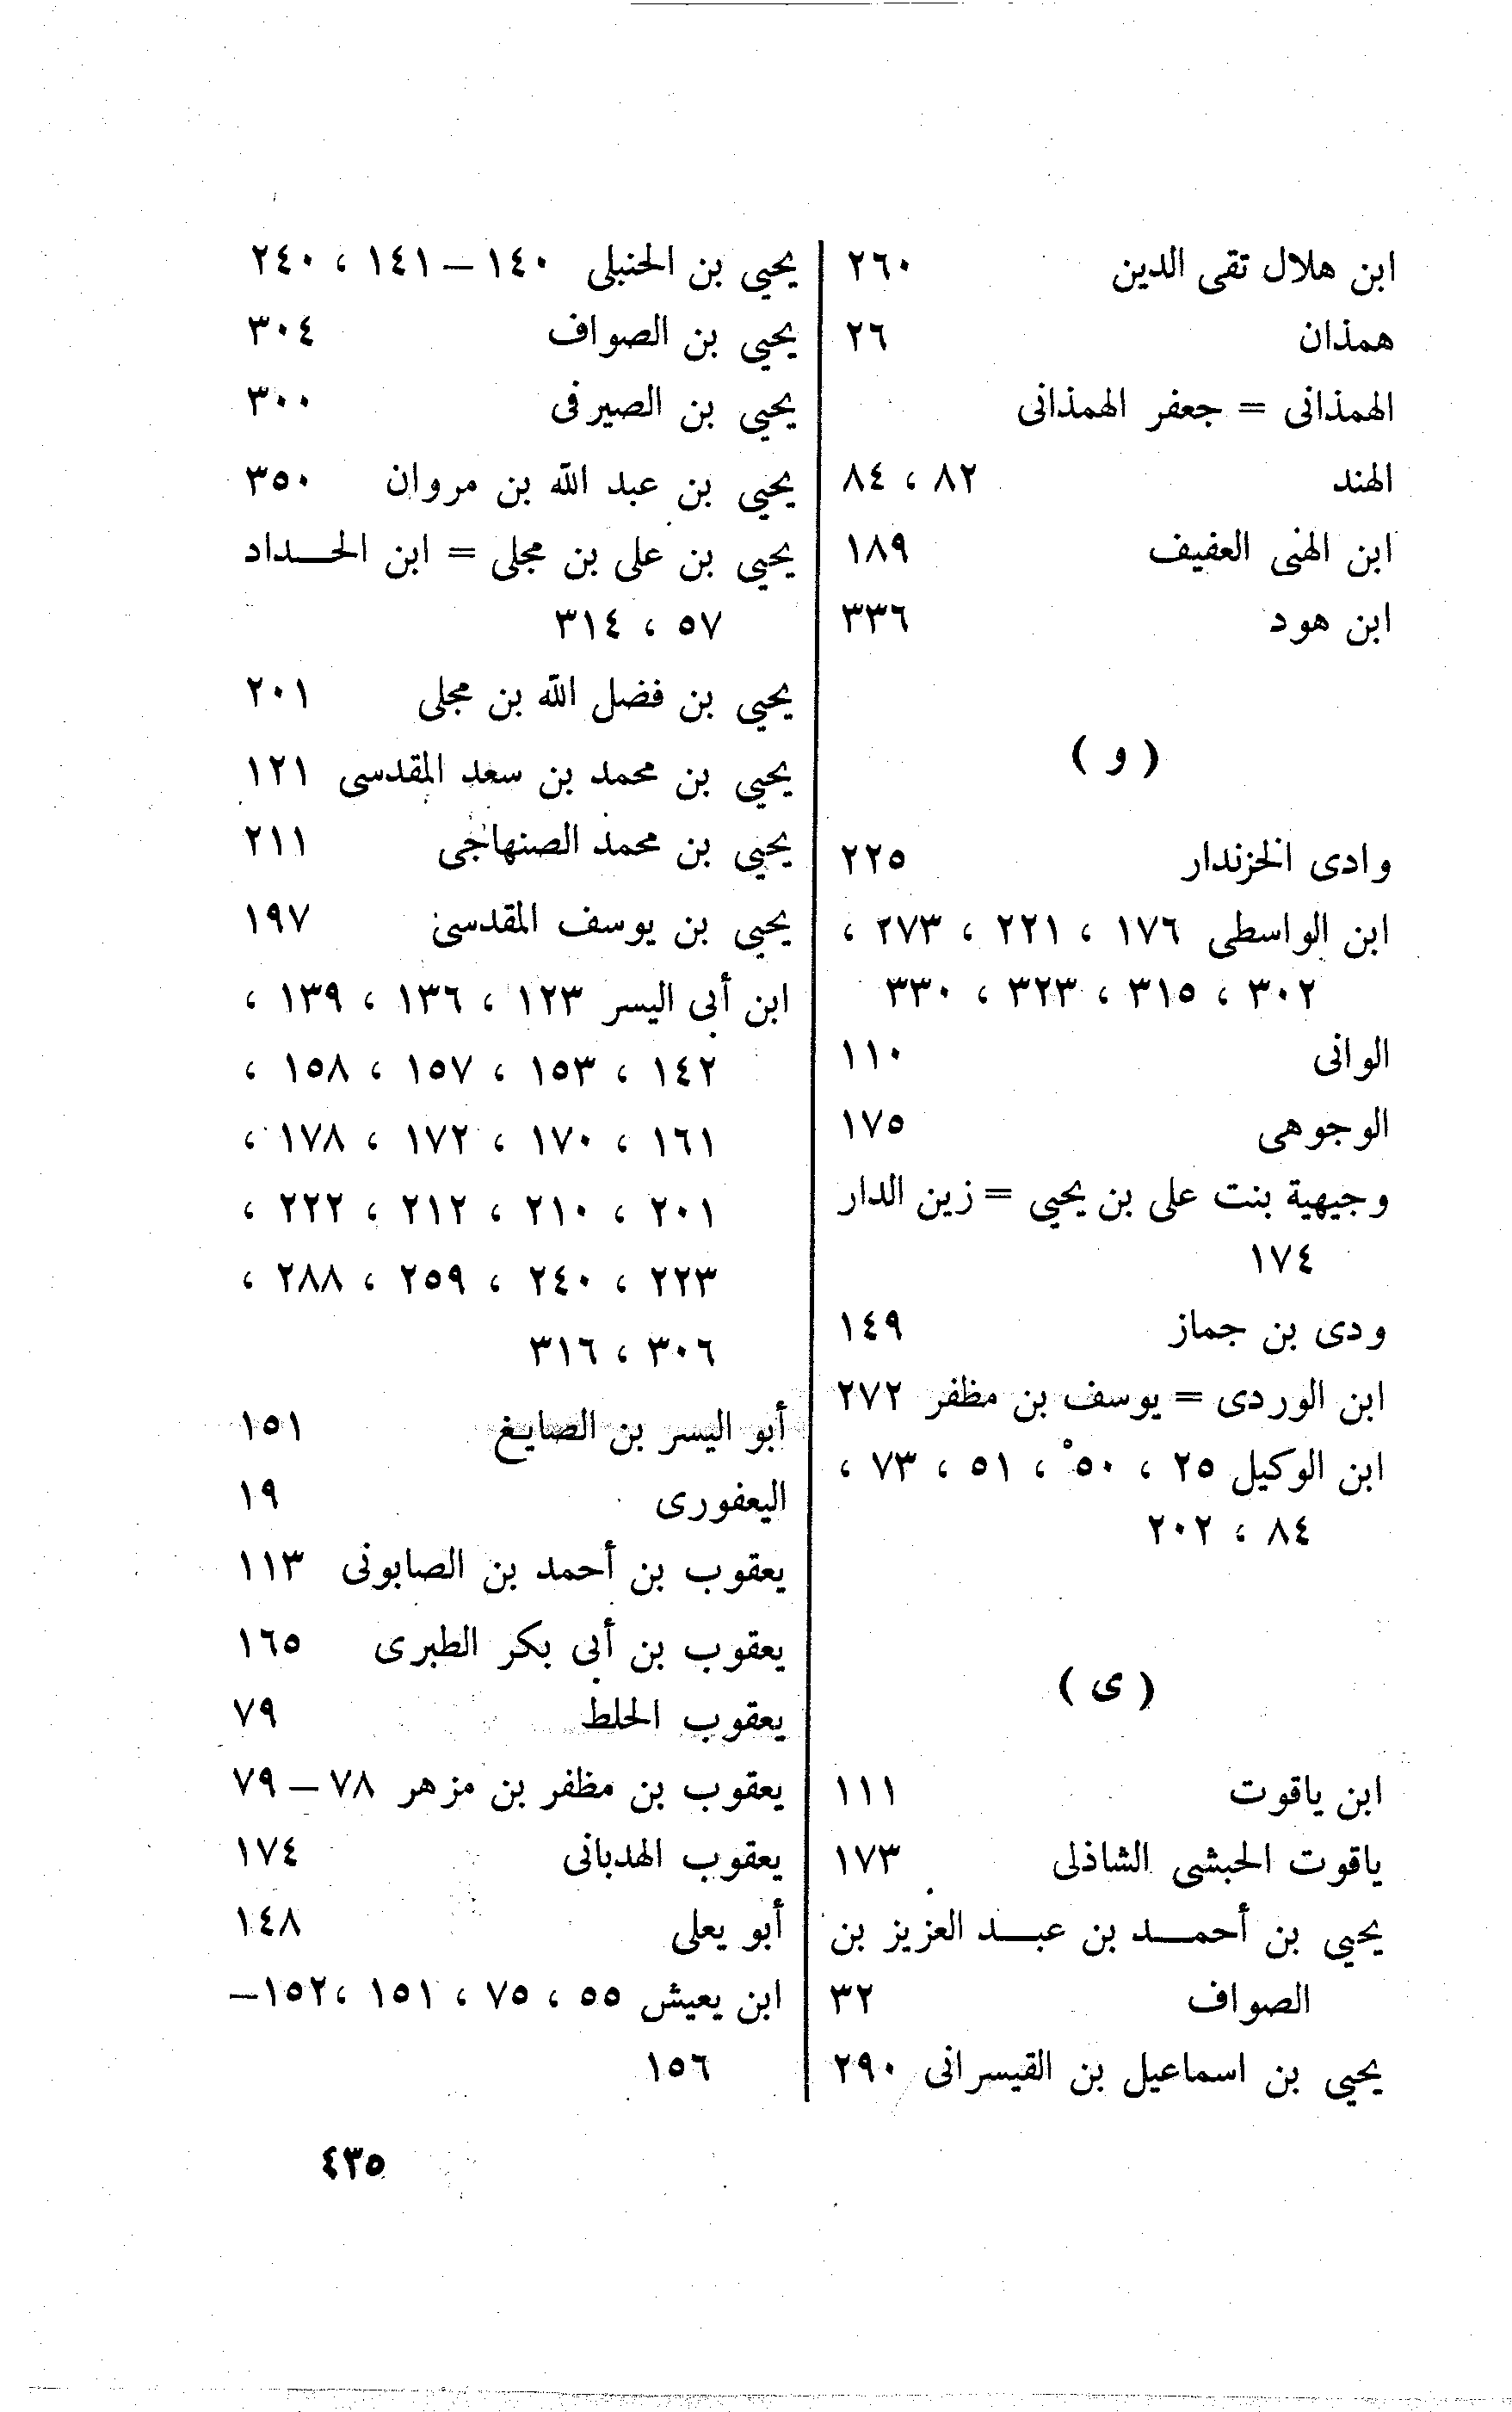 ابن هلال تقى الدين ٢٦٠
همذان ٢٦
الهمذانى = جعفر الهمذانى
الهند ٨٢ ، ٨٤
ابن الهنى العفيف ١٨٩
ابن هود ٣٣٦
( و )
وادى الخزندار ٢٢٥
ابن الواسطى ١٧٦ ، ٢٢١ ، ٢٧٣ ،
٣٠٢ ، ٣١٥ ، ٣٢٣ ، ٣٣٠
الوانى ١١٠
الوجوهى ١٧٥
وجيهية بنت على بن يحيى = زين الدار
١٧٤
ودى بن جماز ١٤٩
ابن الوردى = يوسف بن مظفر ٢٧٢
ابن الوكيل ٢٥ ، ٥٠ ، ٥١ ، ٧٣ ،
٨٤ ، ٢٠٢
( ى )
ابن ياقوت ١١١
ياقوت الحبشى الشاذلى ١٧٣
يحيى بن أحمد بن عبد العزيز بن
الصواف ٣٢
يحيى بن اسماعيل بن القيسرانى ٢٩٠
يحيى بن الحنبلى ١٤٠ – ١٤١ ، ٢٤٠
يحيى بن الصواف ٣٠٤
يحيى بن الصيرفى ٣٠٠
يحيى بن عبد الله بن مروان ٣٥٠
يحيى بن على بن مجلى = ابن الحداد
٥٧ ، ٣١٤
يحيى بن فضل الله بن مجلى ٢٠١
يحيى بن محمد بن سعد المقدسى ١٢١
يحيى بن محمد الصنهاجى ٢١١
يحيى بن يوسف المقدسى ١٩٧
ابن أبى اليسر ١٢٣ ، ١٣٦ ، ١٣٩ ،
١٤٢ ، ١٥٣ ، ١٥٧ ، ١٥٨ ،
١٦١ ، ١٧٠ ، ١٧٢ ، ١٧٨ ،
٢٠١ ، ٢١٠ ، ٢١٢ ، ٢٢٢ ،
٢٢٣ ، ٢٤٠ ، ٢٥٩ ، ٢٨٨ ،
٣٠٦ ، ٣١٦
أبو اليسر بن الصايغ ١٥١
اليعفورى ١٩
يعقوب بن أحمد بن الصابونى ١١٣
يعقوب بن أبى بكر الطبرى ١٦٥
يعقوب الحلط ٧٩
يعقوب بن مظفر بن مزهر ٧٨ – ٧٩
يعقوب الهدبانى ١٧٤
أبو يعلى ١٤٨
ابن يعيش ٥٥ ، ٧٥ ، ١٥١ ، ١٥٢–
١٥٦
٤٣٥